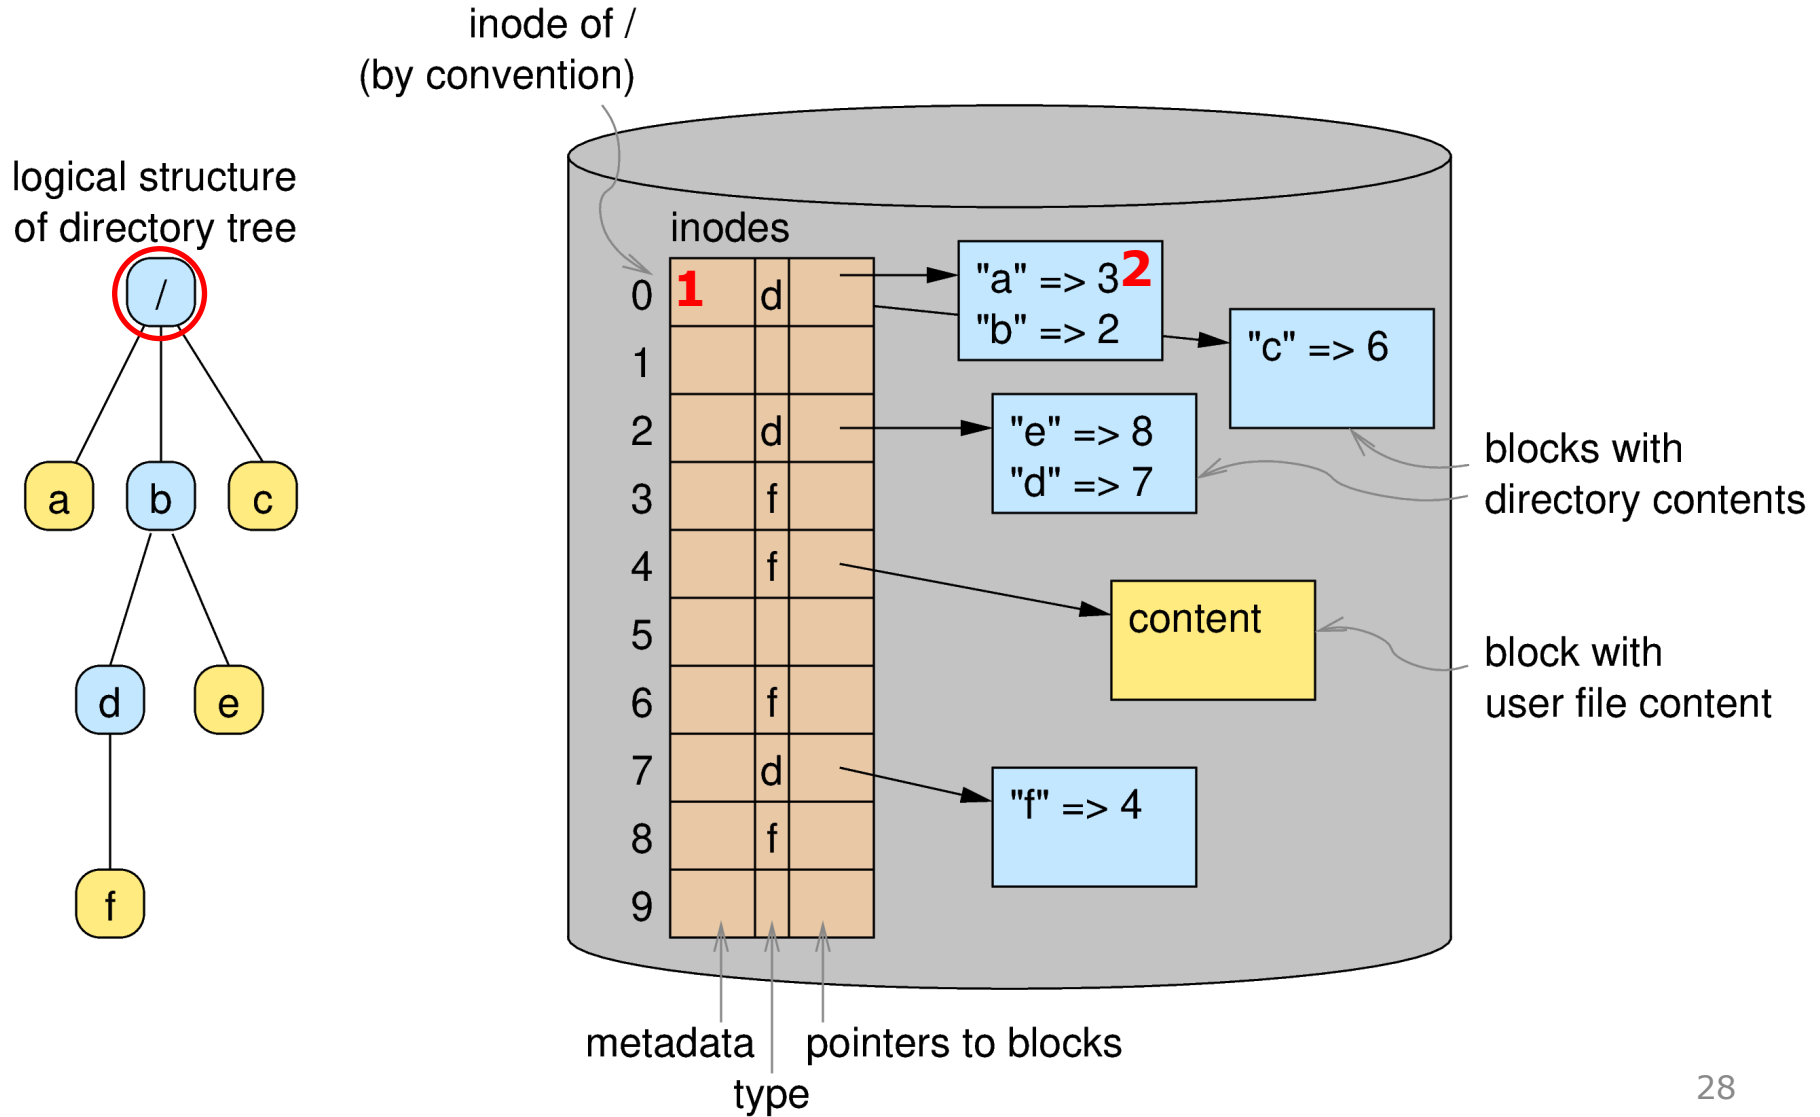 inode of /
(by convention)
logical structure
of directory tree
/
a
b
c
d
e
f
inodes
0 1 d
1
2 d
3 f
4 f
5
6 f
7 d
8 f
9
"a" => 3 2
"b" => 2
"c" => 6
"e" => 8
"d" => 7
content
"f" => 4
blocks with
directory contents
block with
user file content
metadata
type
pointers to blocks
28